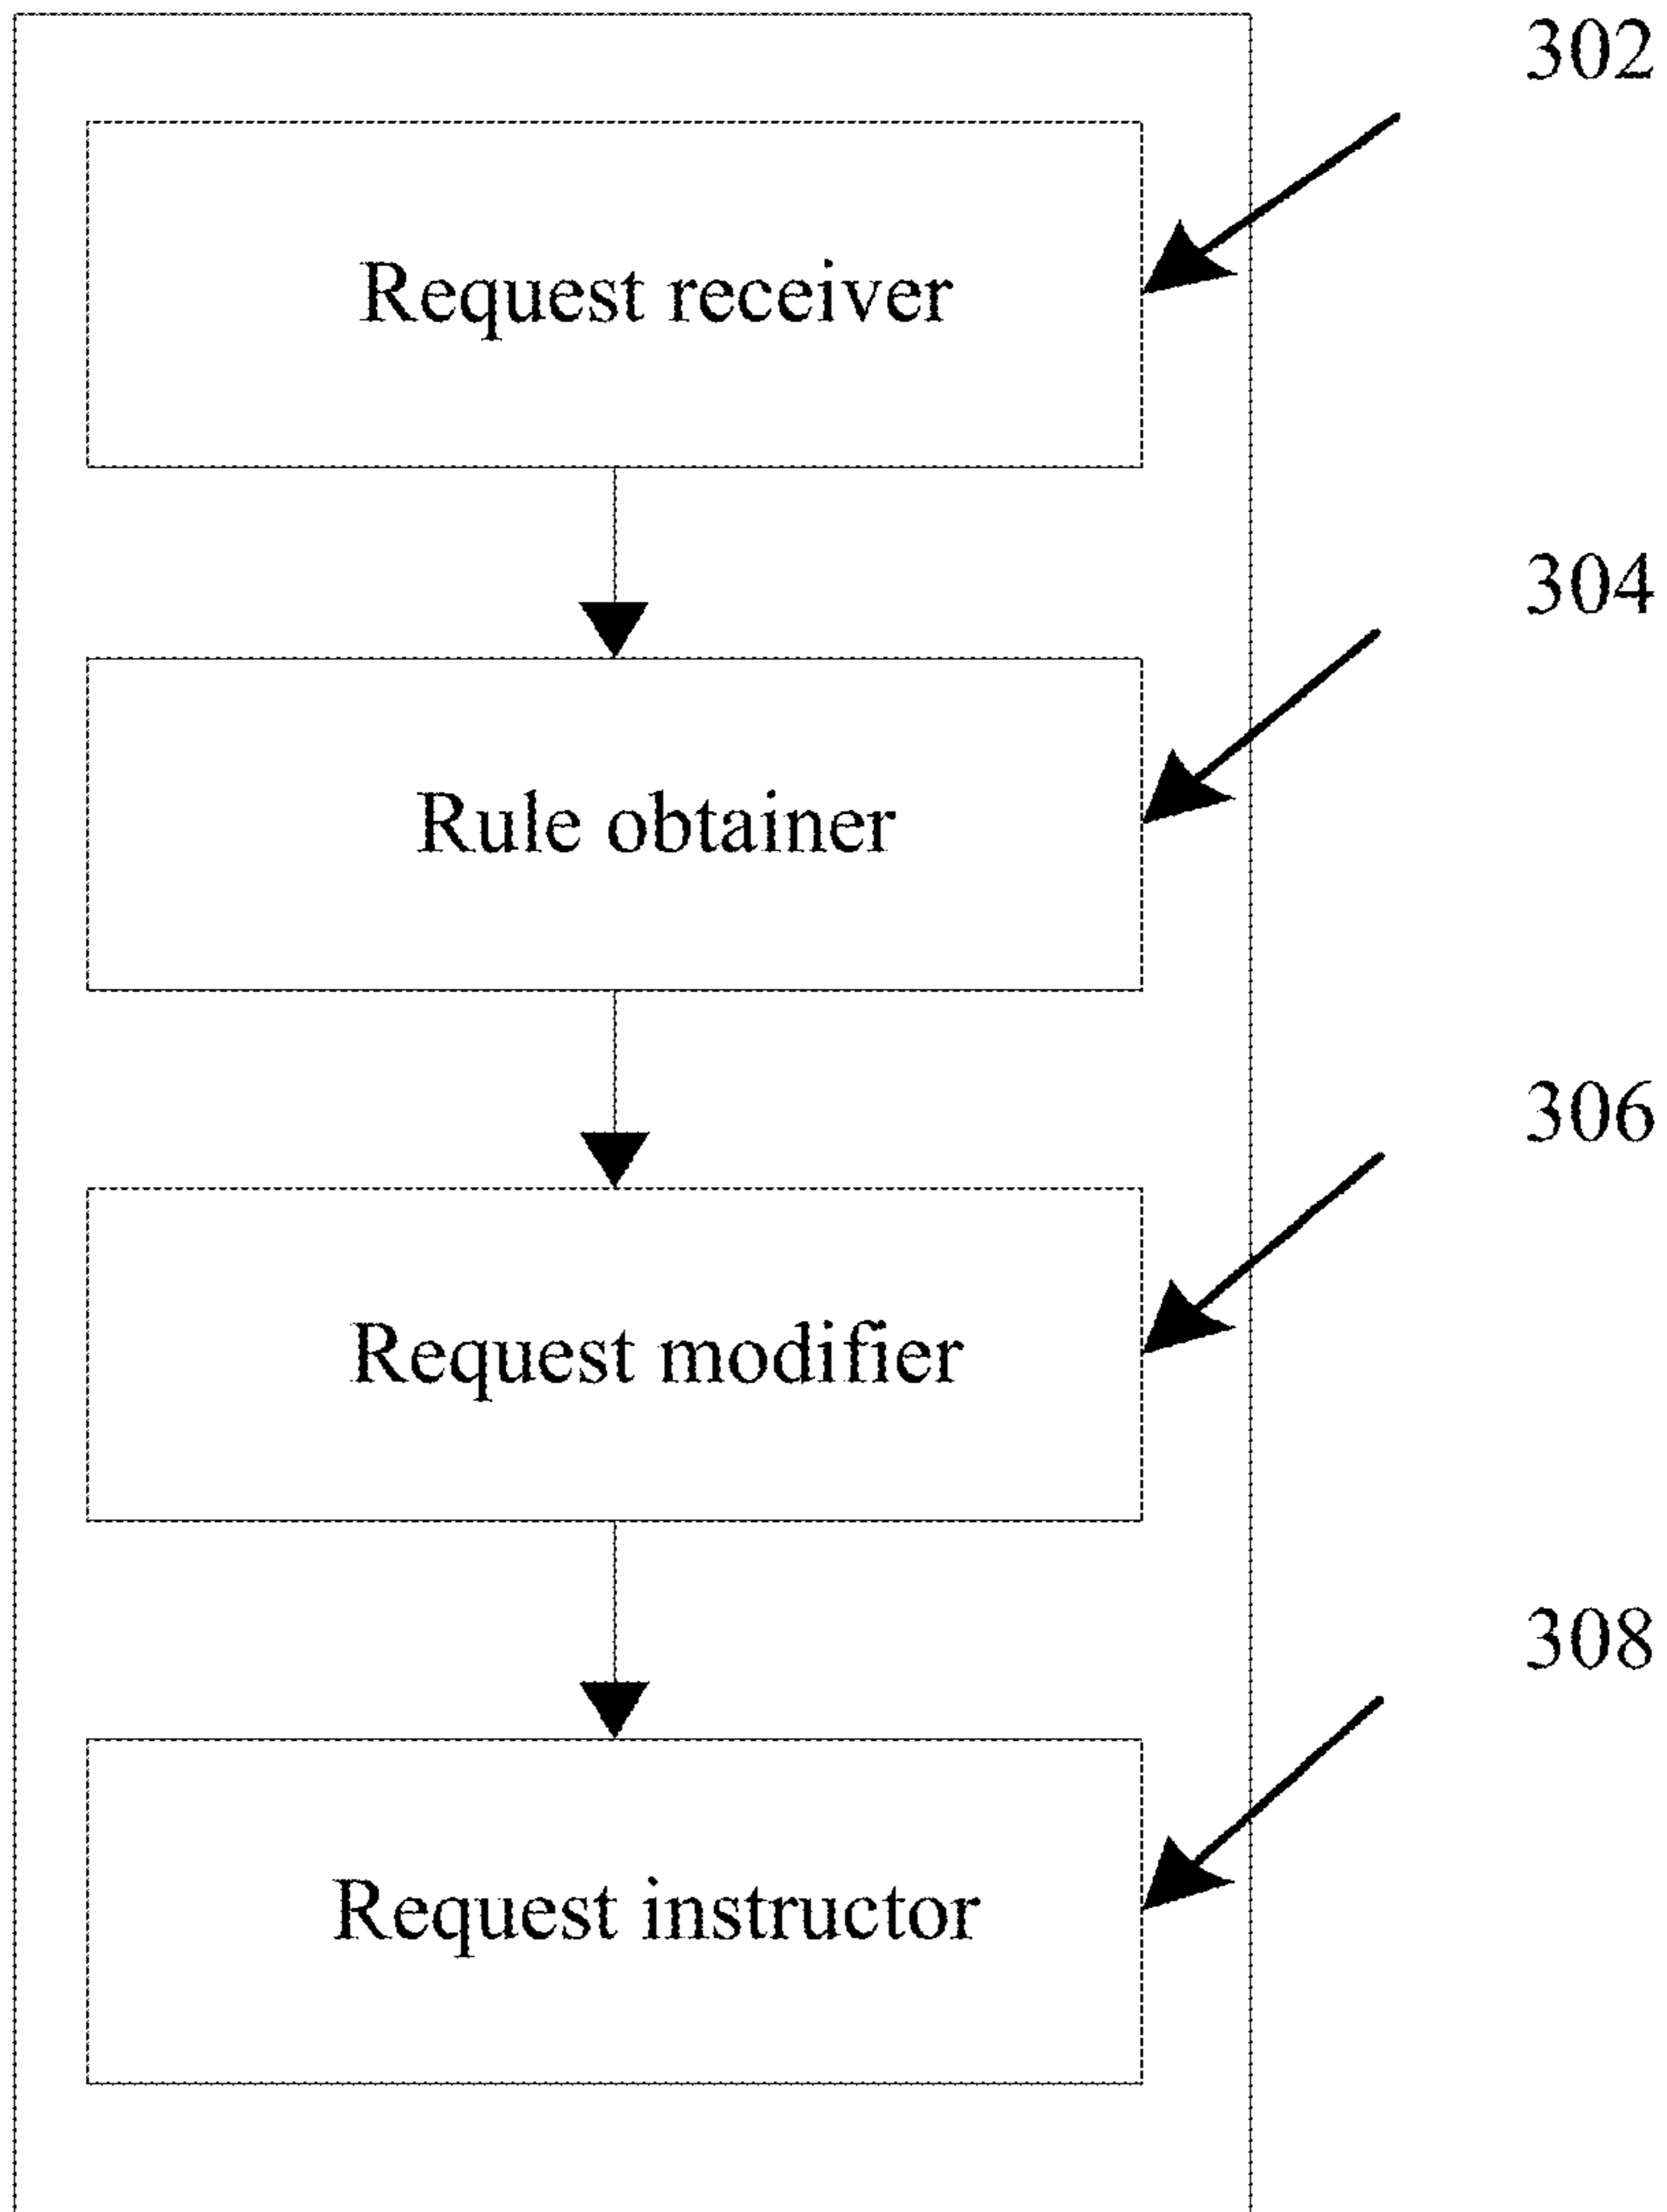 302
Request receiver
304
Rule obtainer
306
Request modifier
308
Request instructor